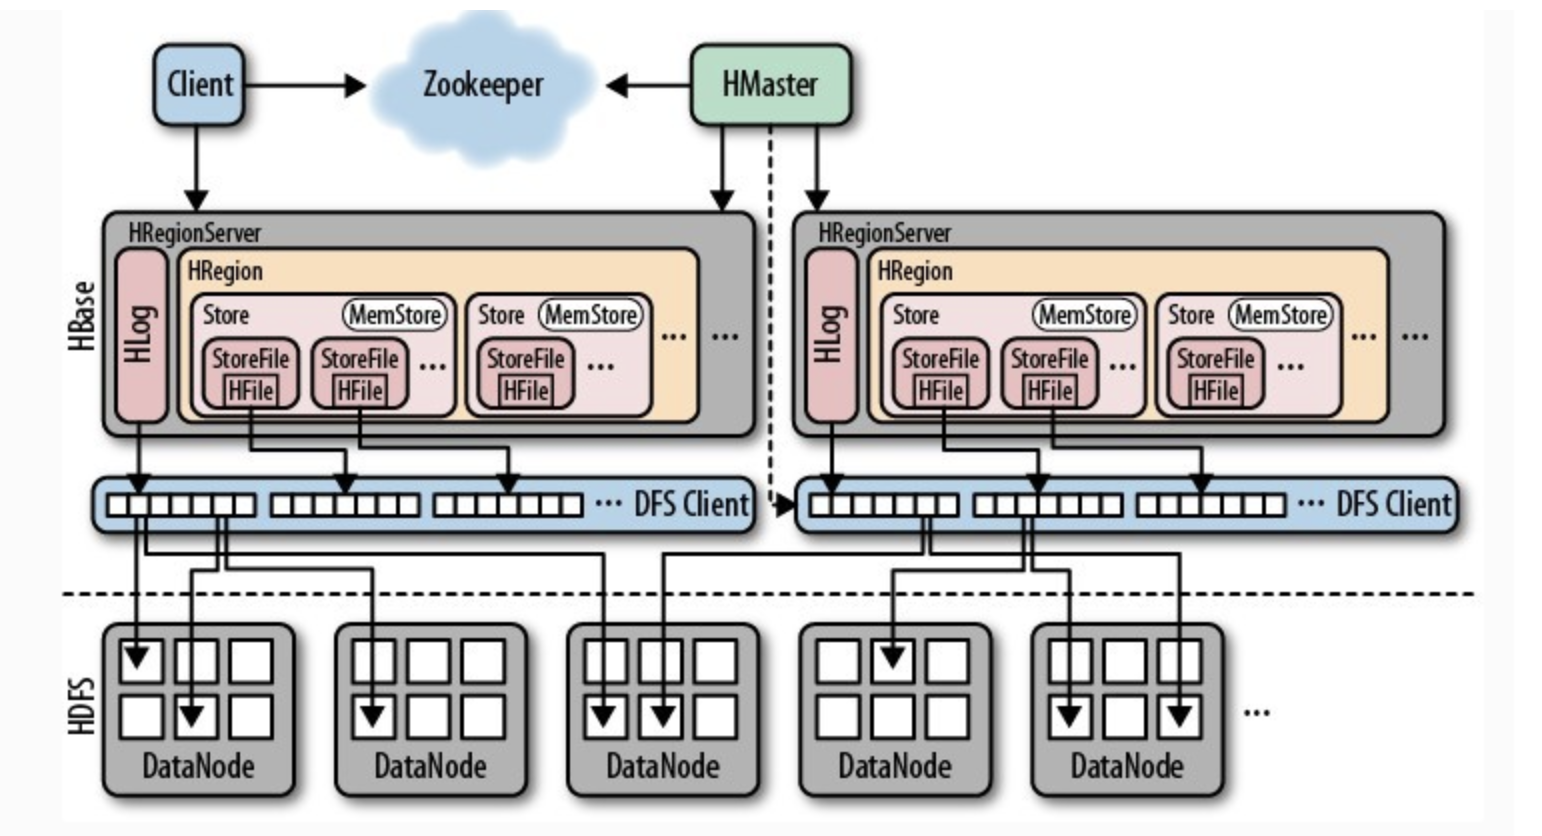 Client
Zookeeper
HMaster
HBase
HRegionServer
HLog
HRegion
Store
MemStore
StoreFile
HFile
StoreFile
HFile
...
Store
MemStore
StoreFile
HFile
...
...
...
HRegionServer
HLog
HRegion
Store
MemStore
StoreFile
HFile
StoreFile
HFile
...
Store
MemStore
StoreFile
HFile
...
...
...
... DFS Client
... DFS Client
HDFS
DataNode
DataNode
DataNode
DataNode
DataNode
...